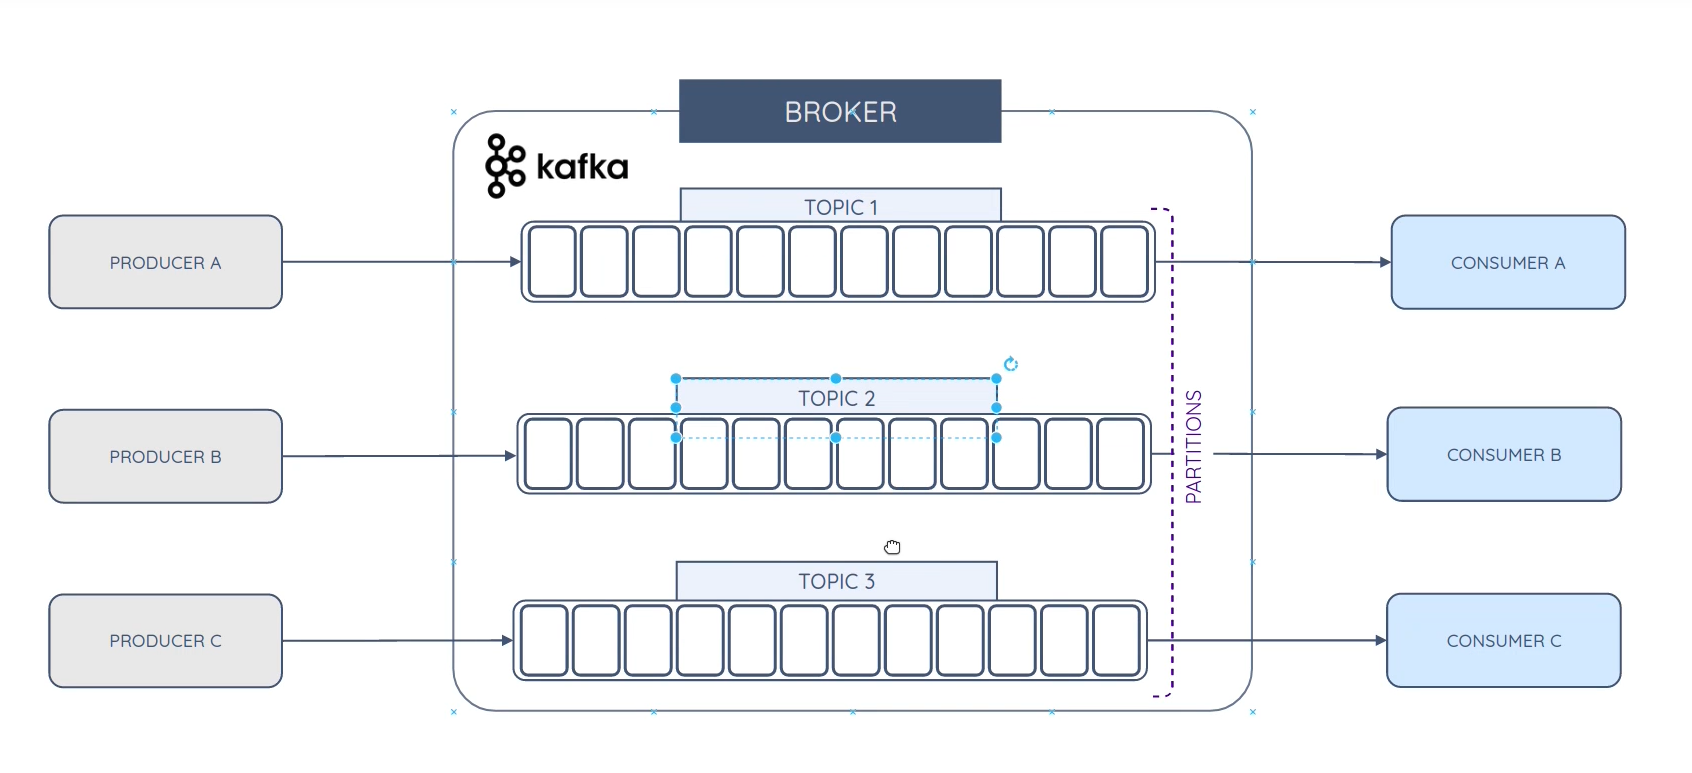 BROKER
kafka
TOPIC 1
PRODUCER A
CONSUMER A
TOPIC 2
PRODUCER B
PARTITIONS
CONSUMER B
TOPIC 3
PRODUCER C
CONSUMER C